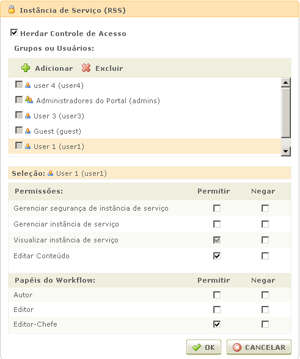 Instância de Serviço (RSS)
Herdar Controle de Acesso
Grupos ou Usuários:
Adicionar Excluir
user 4 (user4)
Administradores do Portal (admins)
User 3 (user3)
Guest (guest)
User 1 (user1)
Seleção: User 1 (user1)
Permissões: Permitir Negar
Gerenciar segurança de instância de serviço
Gerenciar instância de serviço
Visualizar instância de serviço
Editar Conteúdo
Papéis do Workflow: Permitir Negar
Autor
Editor
Editor-Chefe
OK CANCELAR